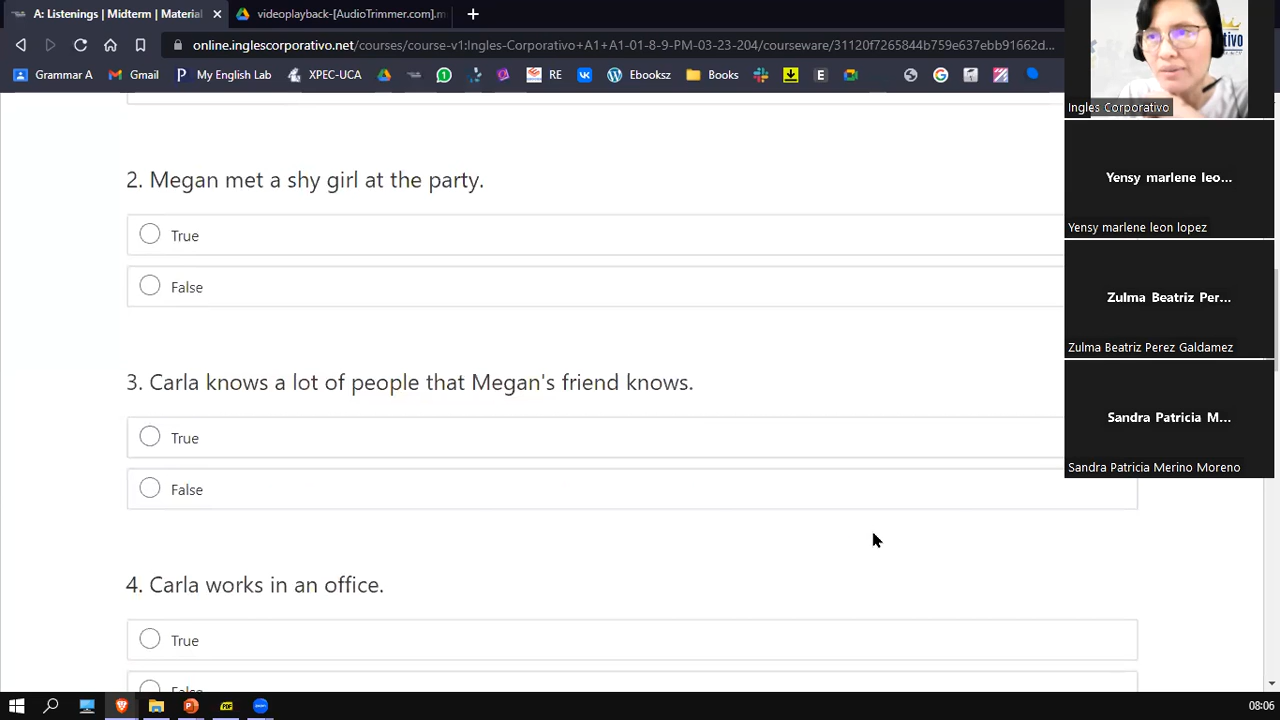 A: Listenings | Midterm | Material
videoplayback-[AudioTrimmer.com].m
online.inglescorporativo.net/courses/course-v1:Ingles-Corporativo+A1+A1-01-8-9-PM-03-23-204/courseware/31120f7265844b759e637ebb91662d...
Grammar A
Gmail
My English Lab
XPEC-UCA
RE
Ebooksz
Books
Ingles Corporativo
2. Megan met a shy girl at the party.
True
False
Yensy marlene leo...
Yensy marlene leon lopez
Zulma Beatriz Per...
Zulma Beatriz Perez Galdamez
3. Carla knows a lot of people that Megan's friend knows.
True
False
Sandra Patricia M...
Sandra Patricia Merino Moreno
4. Carla works in an office.
True
False
08:06